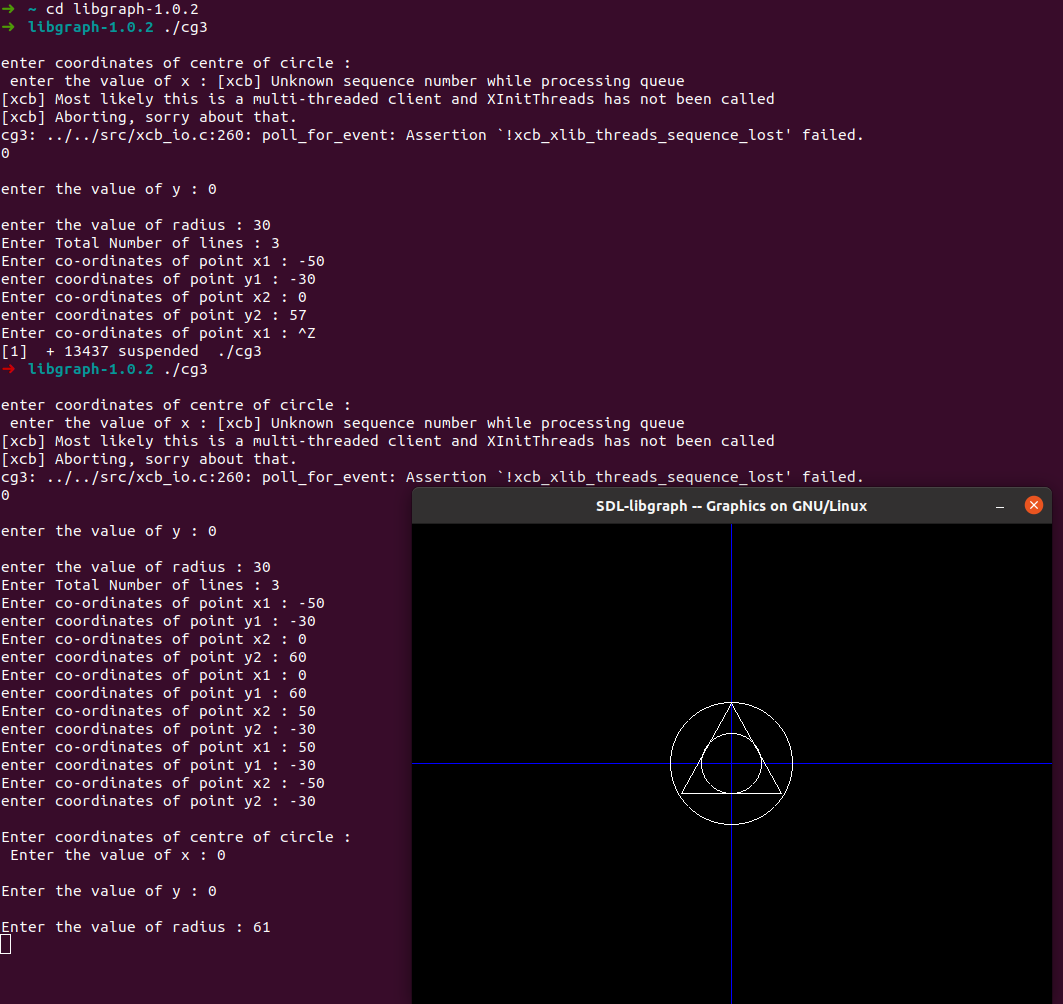 ➜ ~ cd libgraph-1.0.2
➜ libgraph-1.0.2 ./cg3
enter coordinates of centre of circle :
enter the value of x : [xcb] Unknown sequence number while processing queue
[xcb] Most likely this is a multi-threaded client and XInitThreads has not been called
[xcb] Aborting, sorry about that.
cg3: ../../src/xcb_io.c:260: poll_for_event: Assertion `!xcb_xlib_threads_sequence_lost' failed.
0
enter the value of y : 0
enter the value of radius : 30
Enter Total Number of lines : 3
Enter co-ordinates of point x1 : -50
enter coordinates of point y1 : -30
Enter co-ordinates of point x2 : 0
enter coordinates of point y2 : 57
Enter co-ordinates of point x1 : ^Z
[1]  + 13437 suspended  ./cg3
➜ libgraph-1.0.2 ./cg3
enter coordinates of centre of circle :
enter the value of x : [xcb] Unknown sequence number while processing queue
[xcb] Most likely this is a multi-threaded client and XInitThreads has not been called
[xcb] Aborting, sorry about that.
cg3: ../../src/xcb_io.c:260: poll_for_event: Assertion `!xcb_xlib_threads_sequence_lost' failed.
0
enter the value of y : 0
enter the value of radius : 30
Enter Total Number of lines : 3
Enter co-ordinates of point x1 : -50
enter coordinates of point y1 : -30
Enter co-ordinates of point x2 : 0
enter coordinates of point y2 : 60
Enter co-ordinates of point x1 : 0
enter coordinates of point y1 : 60
Enter co-ordinates of point x2 : 50
enter coordinates of point y2 : -30
Enter co-ordinates of point x1 : 50
enter coordinates of point y1 : -30
Enter co-ordinates of point x2 : -50
enter coordinates of point y2 : -30
Enter coordinates of centre of circle :
Enter the value of x : 0
Enter the value of y : 0
Enter the value of radius : 61
SDL-libgraph -- Graphics on GNU/Linux